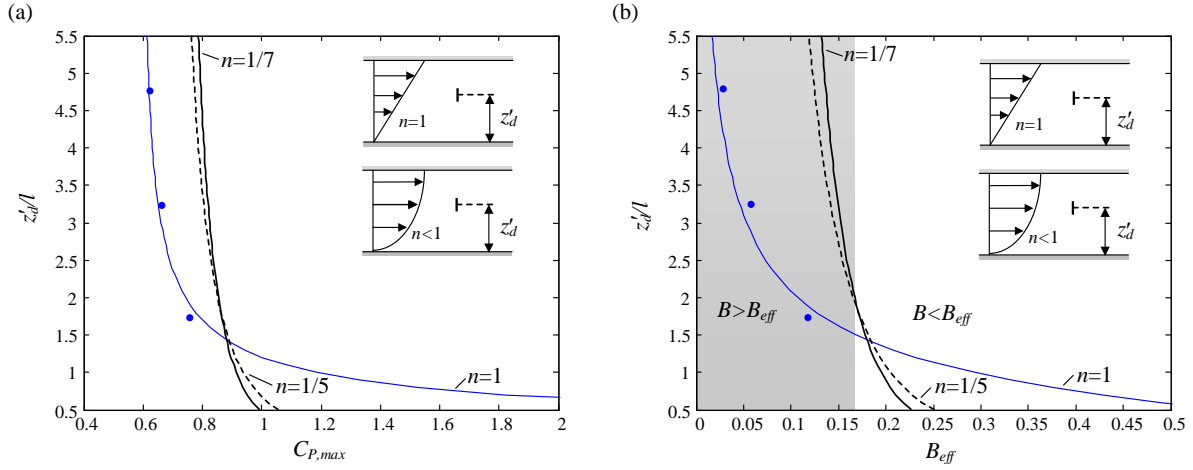 (a)
5.5
5
4.5
4
3.5
3
2.5
2
1.5
1
0.5
z'd/l
0.4 0.6 0.8 1 1.2 1.4 1.6 1.8 2
CP,max
n=1/7
n=1
z'd
n<1
z'd
n=1/5
n=1
(b)
5.5
5
4.5
4
3.5
3
2.5
2
1.5
1
0.5
z'd/l
0 0.05 0.1 0.15 0.2 0.25 0.3 0.35 0.4 0.45 0.5
Beff
n=1/7
n=1
z'd
n<1
z'd
B>Beff
B<Beff
n=1/5
n=1